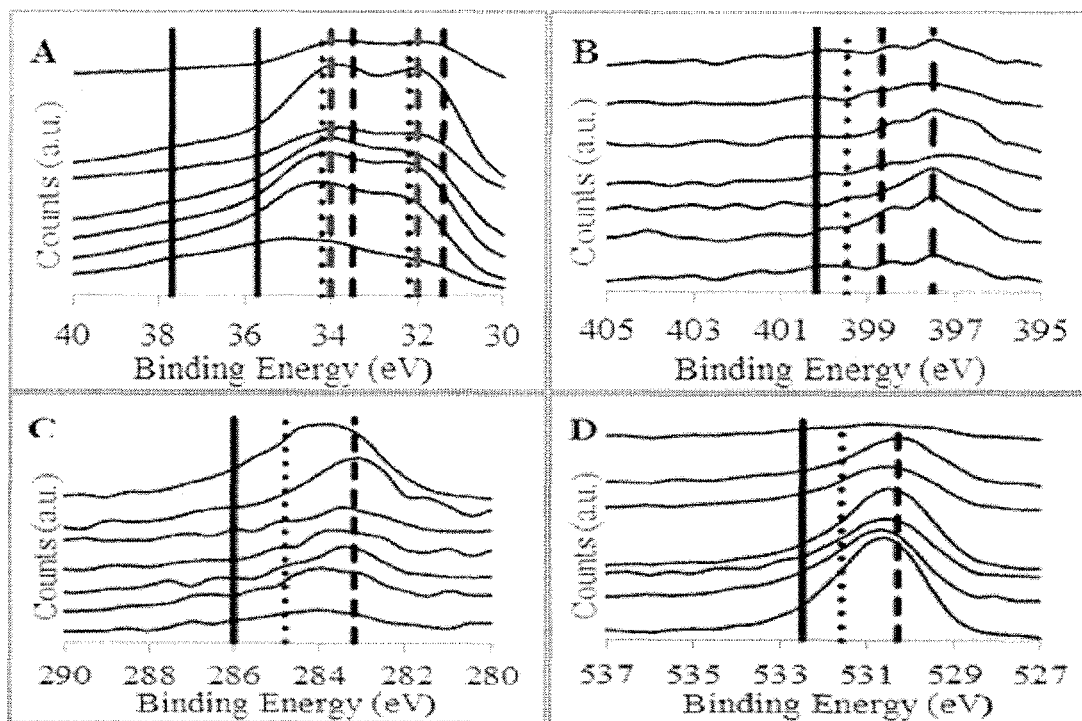 A
Counts (a.u.)
40 38 36 34 32 30
Binding Energy (eV)
B
Counts (a.u.)
405 403 401 399 397 395
Binding Energy (eV)
C
Counts (a.u.)
290 288 286 284 282 280
Binding Energy (eV)
D
Counts (a.u.)
537 535 533 531 529 527
Binding Energy (eV)